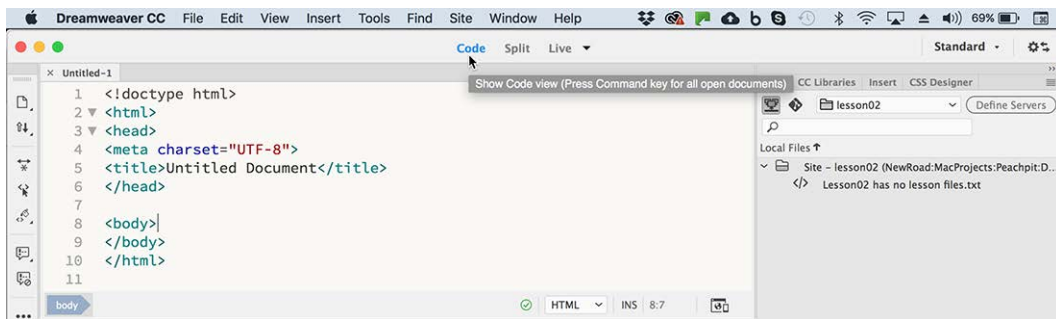 Dreamweaver CC File Edit View Insert Tools Find Site Window Help 69%
Code Split Live Standard
Untitled-1
Show Code view (Press Command key for all open documents)
CC Libraries Insert CSS Designer
1 <!doctype html>
2 <html>
3 <head>
4 <meta charset="UTF-8">
5 <title>Untitled Document</title>
6 </head>
7
8 <body>
9 </body>
10 </html>
11
lesson02 Define Servers
Local Files
Site – lesson02 (NewRoad:MacProjects:Peachpit:D...
Lesson02 has no lesson files.txt
body HTML INS 8:7